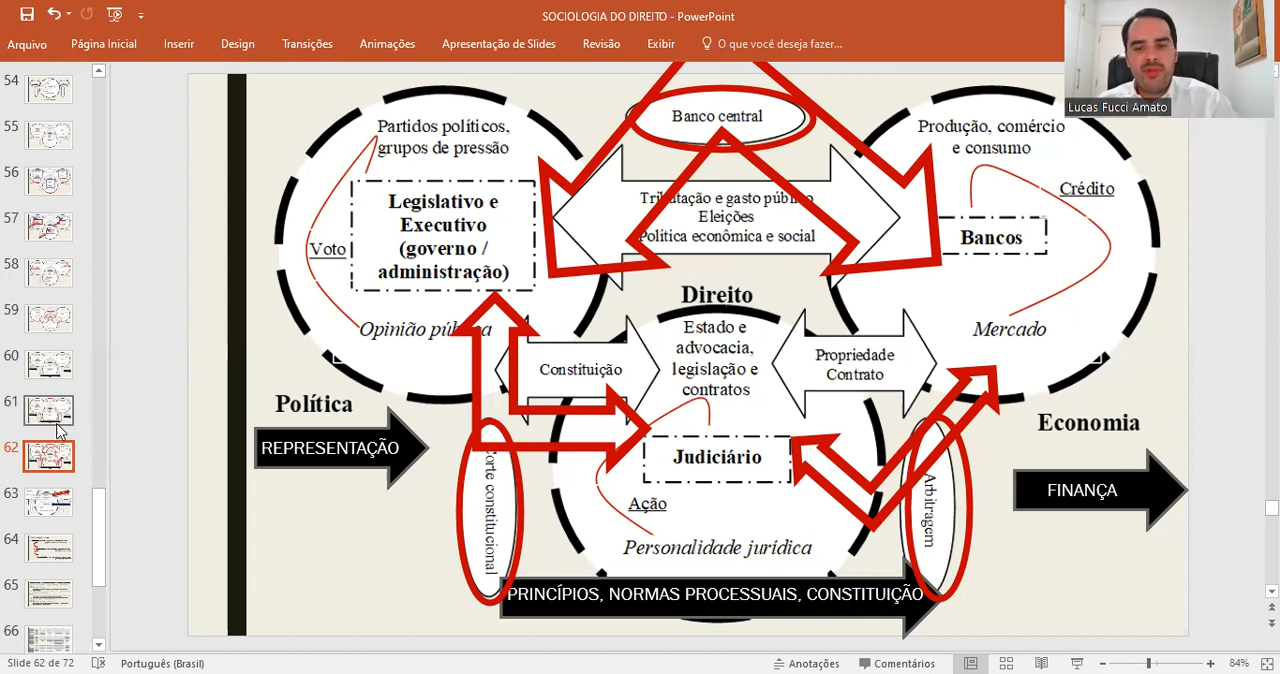 SOCIOLOGIA DO DIREITO - PowerPoint
Arquivo
Página Inicial
Inserir
Design
Transições
Animações
Apresentação de Slides
Revisão
Exibir
O que você deseja fazer...
Lucas Fucci Amato
54
55
56
57
58
59
60
61
62
63
64
65
66
Partidos políticos,
grupos de pressão
Legislativo e
Executivo
(governo /
administração)
Voto
Opinião pública
Política
REPRESENTAÇÃO
Banco central
Tributação e gasto público
Eleições
Política econômica e social
Produção, comércio
e consumo
Crédito
Bancos
Mercado
Economia
FINANÇA
Direito
Estado e
advocacia,
legislação e
contratos
Constituição
Propriedade
Contrato
Judiciário
Ação
Personalidade jurídica
Corte constitucional
Arbitragem
PRINCÍPIOS, NORMAS PROCESSUAIS, CONSTITUIÇÃO
Slide 62 de 72
Português (Brasil)
Anotações
Comentários
84%